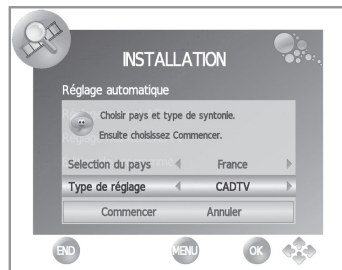 INSTALLATION
Réglage automatique
Choisir pays et type de syntonie.
Ensuite choisissez Commencer.
Selection du pays France
Type de réglage CADTV
Commencer Annuler
END MENU OK